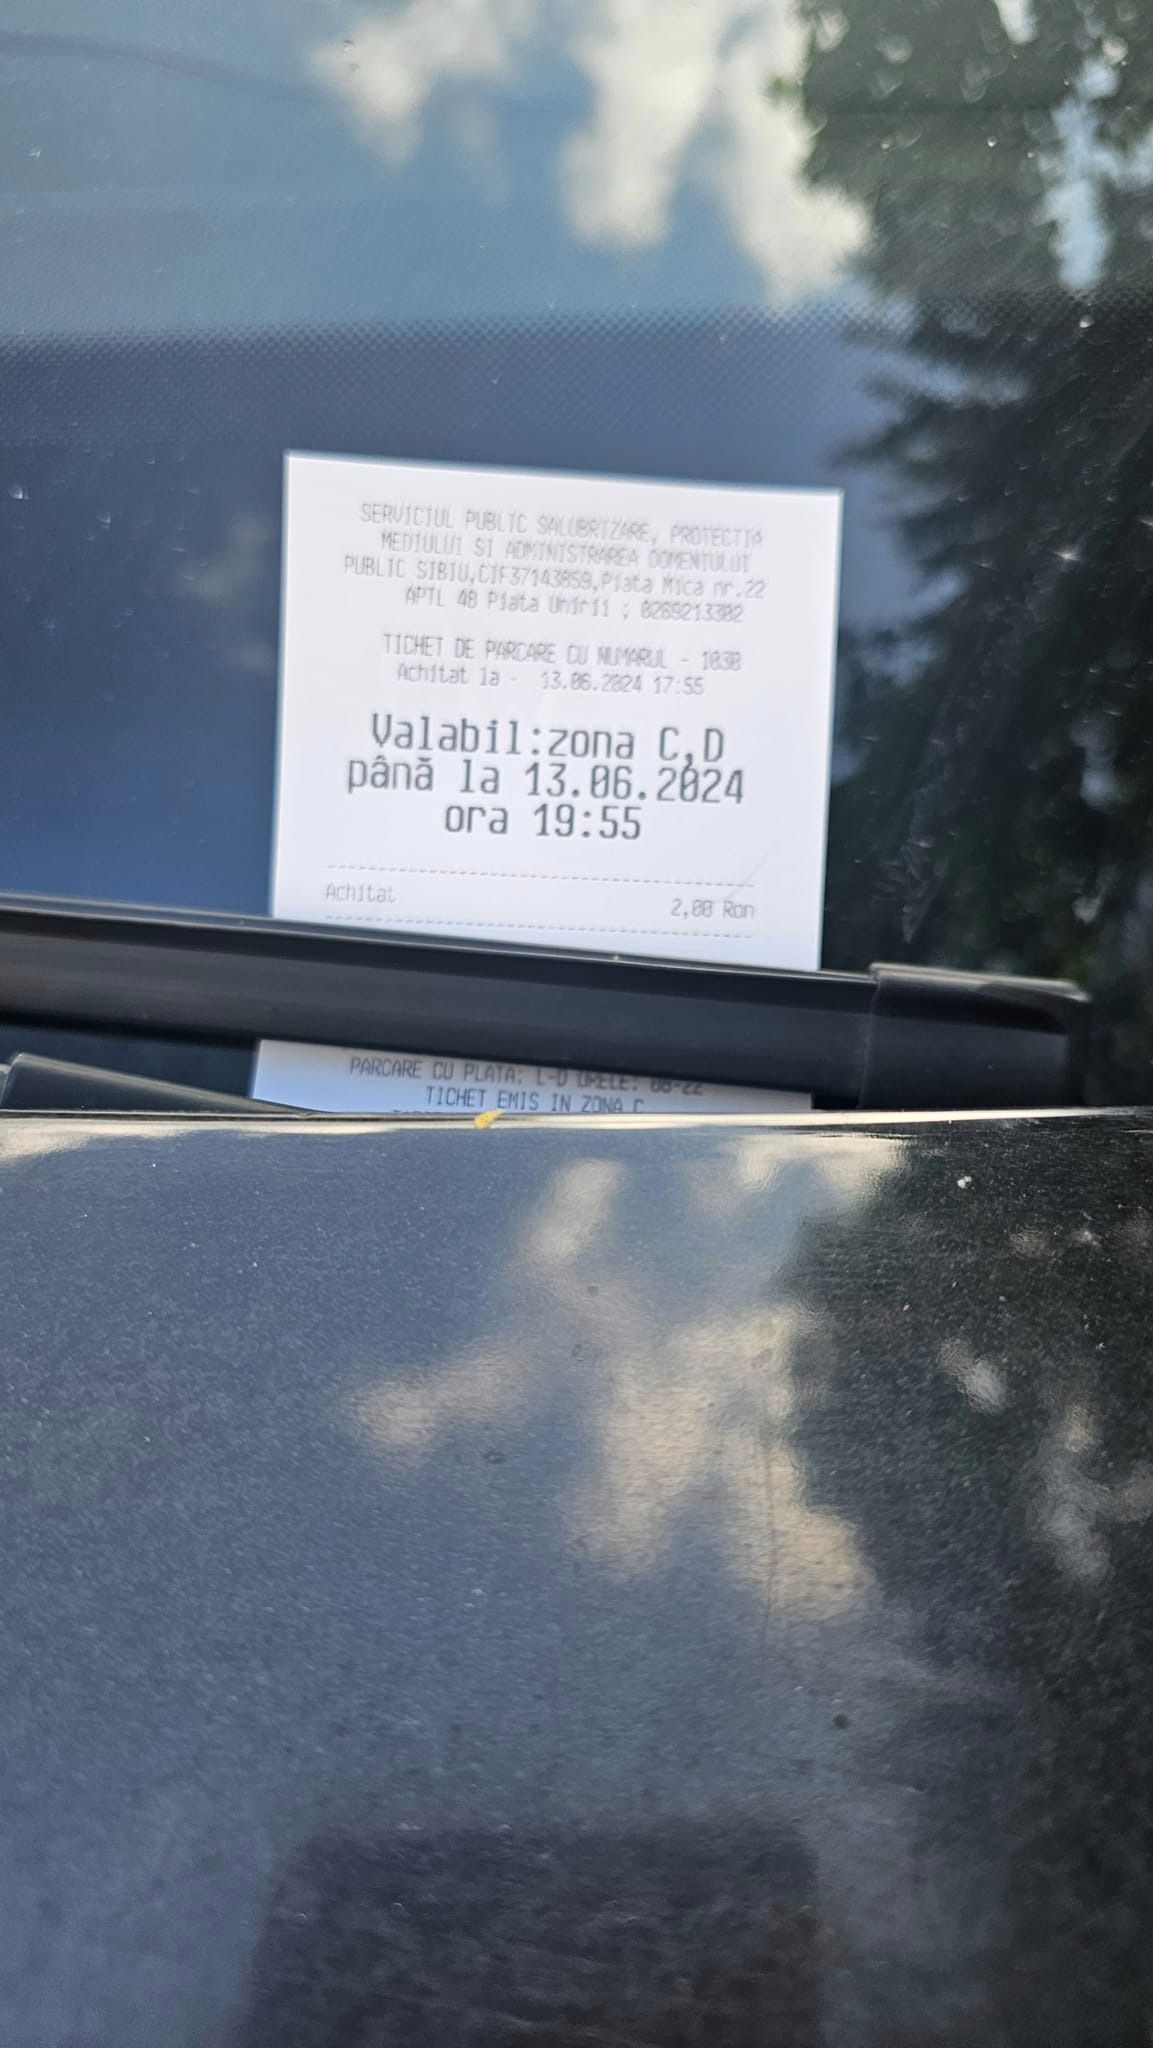 SERVICIUL PUBLIC SALUBRIZARE, PROTECTIA
MEDIULUI SI ADMINISTRAREA DOMENIULUI
PUBLIC SIBIU,CIF37143859,Piata Mica nr.22
APTL 48 Piata Unirii ; 0269213302
TICHET DE PARCARE CU NUMARUL - 1030
Achitat la - 13.06.2024 17:55
Valabil:zona C,D
până la 13.06.2024
ora 19:55
Achitat 2,00 Ron
PARCARE CU PLATA: L-D ORELE: 08-22
TICHET EMIS IN ZONA C